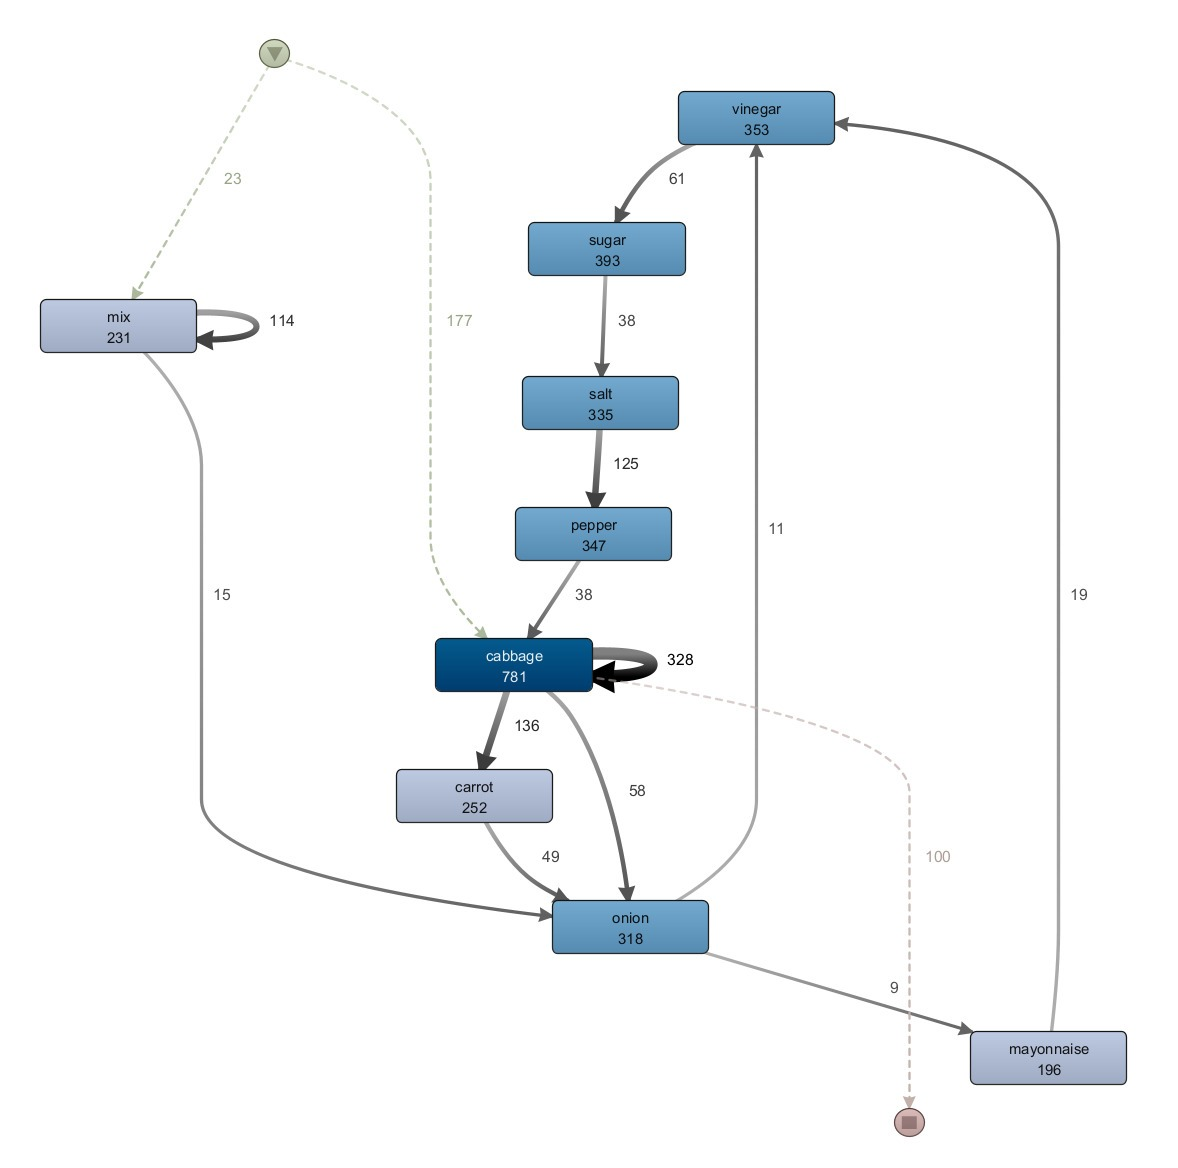 vinegar
353
61
23
sugar
393
mix
231
114
177
38
salt
335
125
pepper
347
11
15
38
19
cabbage
781
328
136
carrot
252
58
49
100
onion
318
9
mayonnaise
196